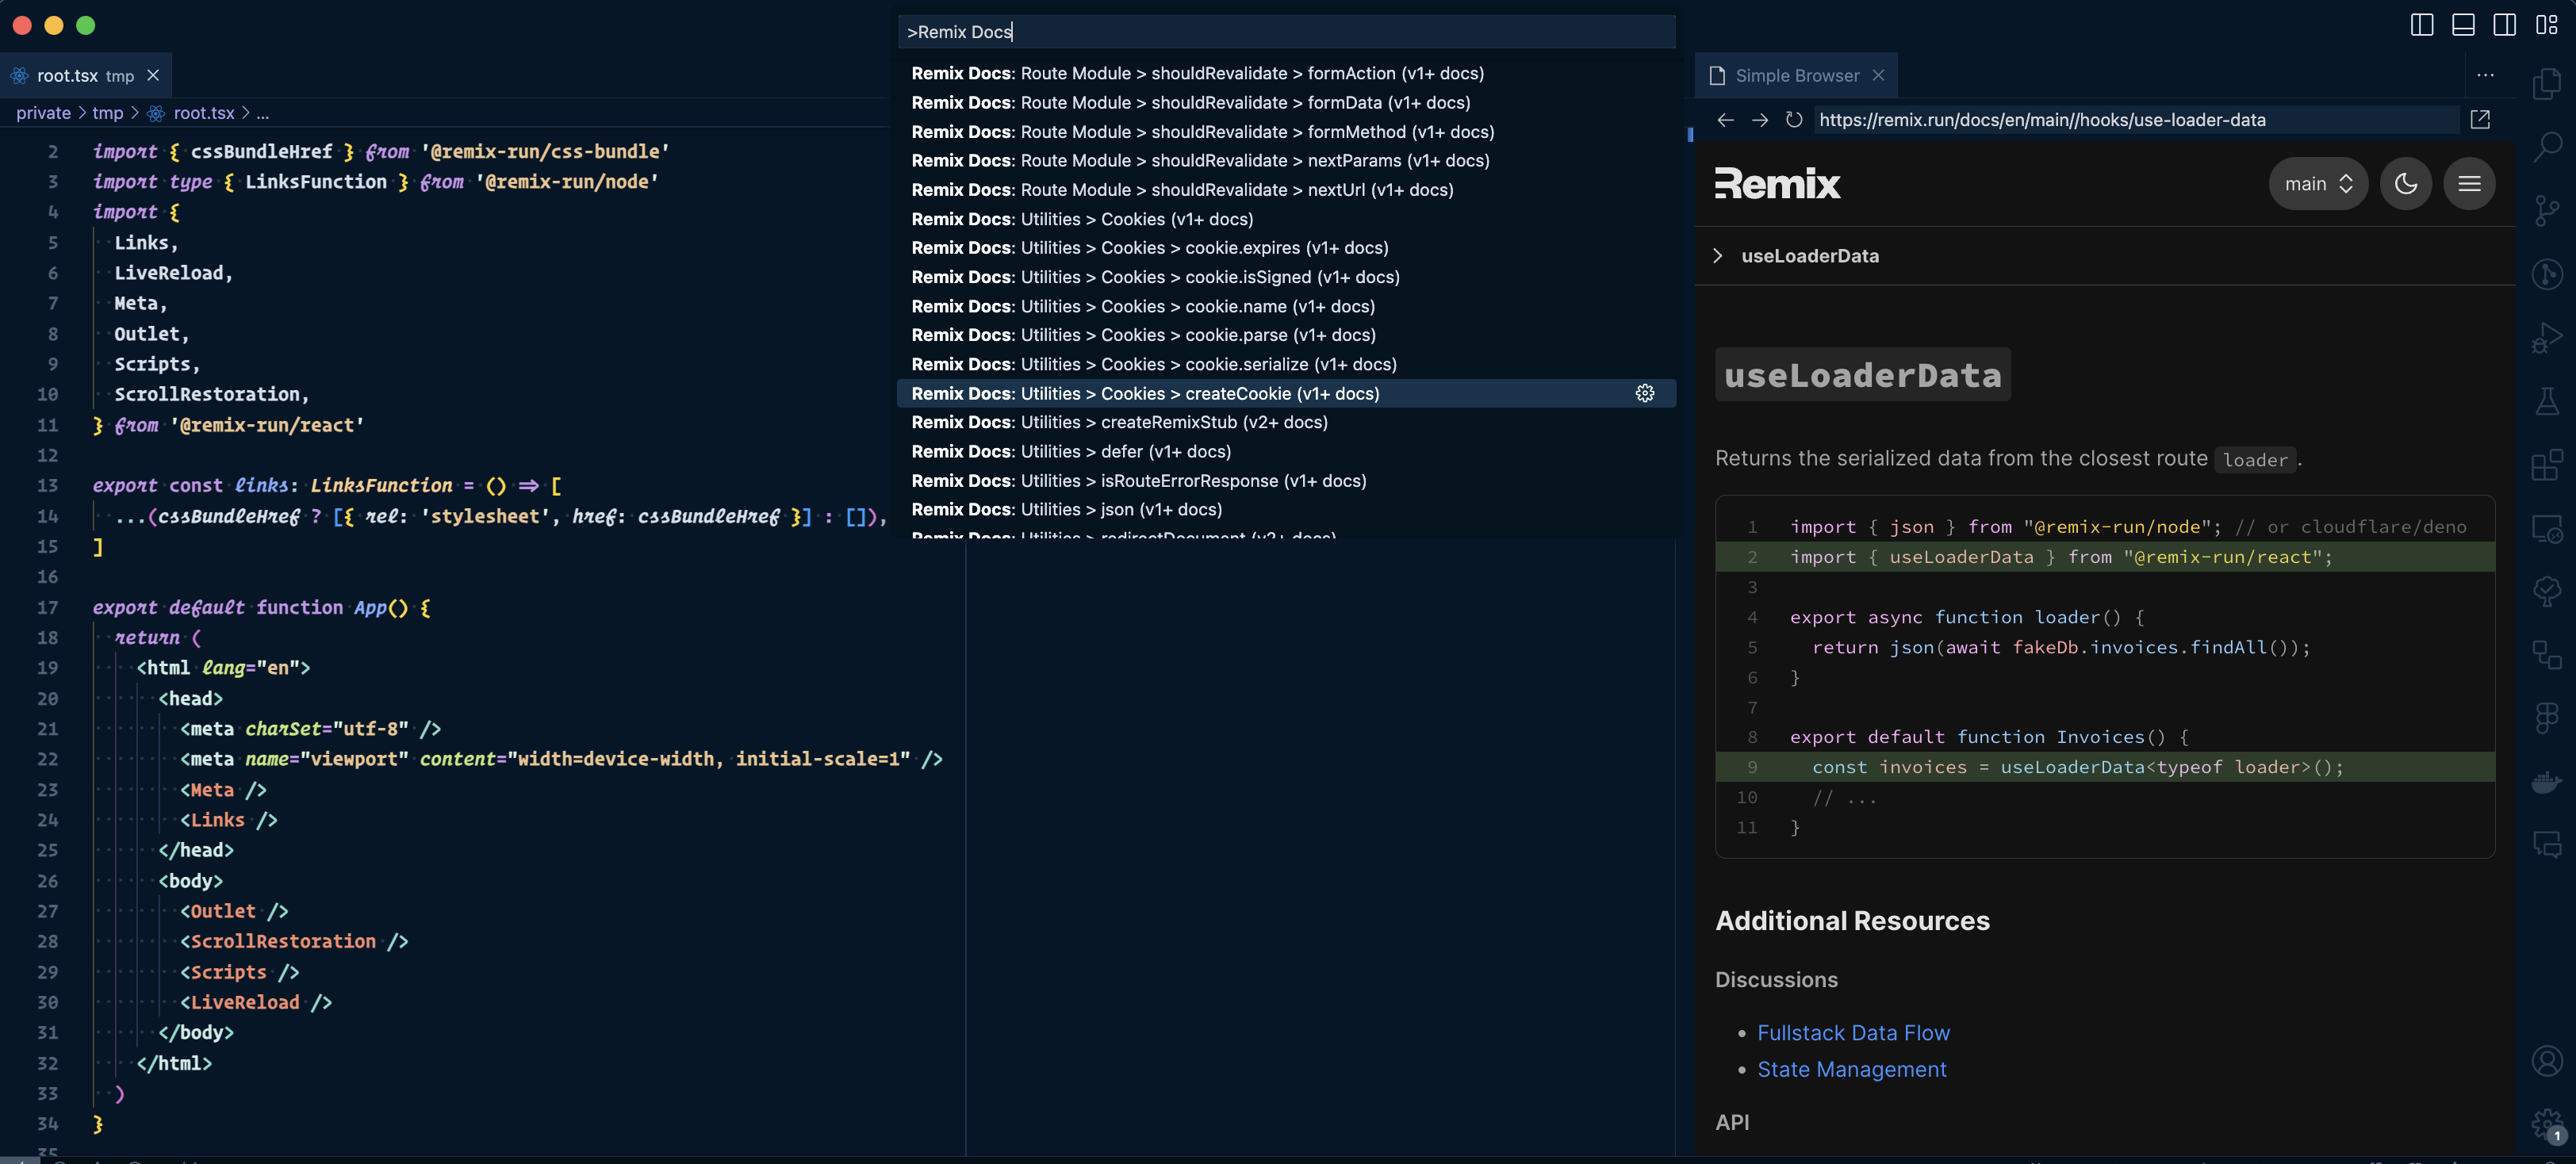 >Remix Docs
root.tsx tmp
private > tmp > root.tsx > ...
2 import { cssBundleHref } from '@remix-run/css-bundle'
3 import type { LinksFunction } from '@remix-run/node'
4 import {
5 Links,
6 LiveReload,
7 Meta,
8 Outlet,
9 Scripts,
10 ScrollRestoration,
11 } from '@remix-run/react'
12
13 export const links: LinksFunction = () => [
14 ...(cssBundleHref ? [{ rel: 'stylesheet', href: cssBundleHref }] : []),
15 ]
16
17 export default function App() {
18 return (
19 <html lang="en">
20 <head>
21 <meta charSet="utf-8" />
22 <meta name="viewport" content="width=device-width, initial-scale=1" />
23 <Meta />
24 <Links />
25 </head>
26 <body>
27 <Outlet />
28 <ScrollRestoration />
29 <Scripts />
30 <LiveReload />
31 </body>
32 </html>
33 )
34 }
35
Remix Docs: Route Module > shouldRevalidate > formAction (v1+ docs)
Remix Docs: Route Module > shouldRevalidate > formData (v1+ docs)
Remix Docs: Route Module > shouldRevalidate > formMethod (v1+ docs)
Remix Docs: Route Module > shouldRevalidate > nextParams (v1+ docs)
Remix Docs: Route Module > shouldRevalidate > nextUrl (v1+ docs)
Remix Docs: Utilities > Cookies (v1+ docs)
Remix Docs: Utilities > Cookies > cookie.expires (v1+ docs)
Remix Docs: Utilities > Cookies > cookie.isSigned (v1+ docs)
Remix Docs: Utilities > Cookies > cookie.name (v1+ docs)
Remix Docs: Utilities > Cookies > cookie.parse (v1+ docs)
Remix Docs: Utilities > Cookies > cookie.serialize (v1+ docs)
Remix Docs: Utilities > Cookies > createCookie (v1+ docs)
Remix Docs: Utilities > createRemixStub (v2+ docs)
Remix Docs: Utilities > defer (v1+ docs)
Remix Docs: Utilities > isRouteErrorResponse (v1+ docs)
Remix Docs: Utilities > json (v1+ docs)
Remix Docs: Utilities > redirectDocument (v2+ docs)
Simple Browser
https://remix.run/docs/en/main//hooks/use-loader-data
Remix
main
useLoaderData
useLoaderData
Returns the serialized data from the closest route loader.
1 import { json } from "@remix-run/node"; // or cloudflare/deno
2 import { useLoaderData } from "@remix-run/react";
3
4 export async function loader() {
5 return json(await fakeDb.invoices.findAll());
6 }
7
8 export default function Invoices() {
9 const invoices = useLoaderData<typeof loader>();
10 // ...
11 }
Additional Resources
Discussions
• Fullstack Data Flow
• State Management
API
1